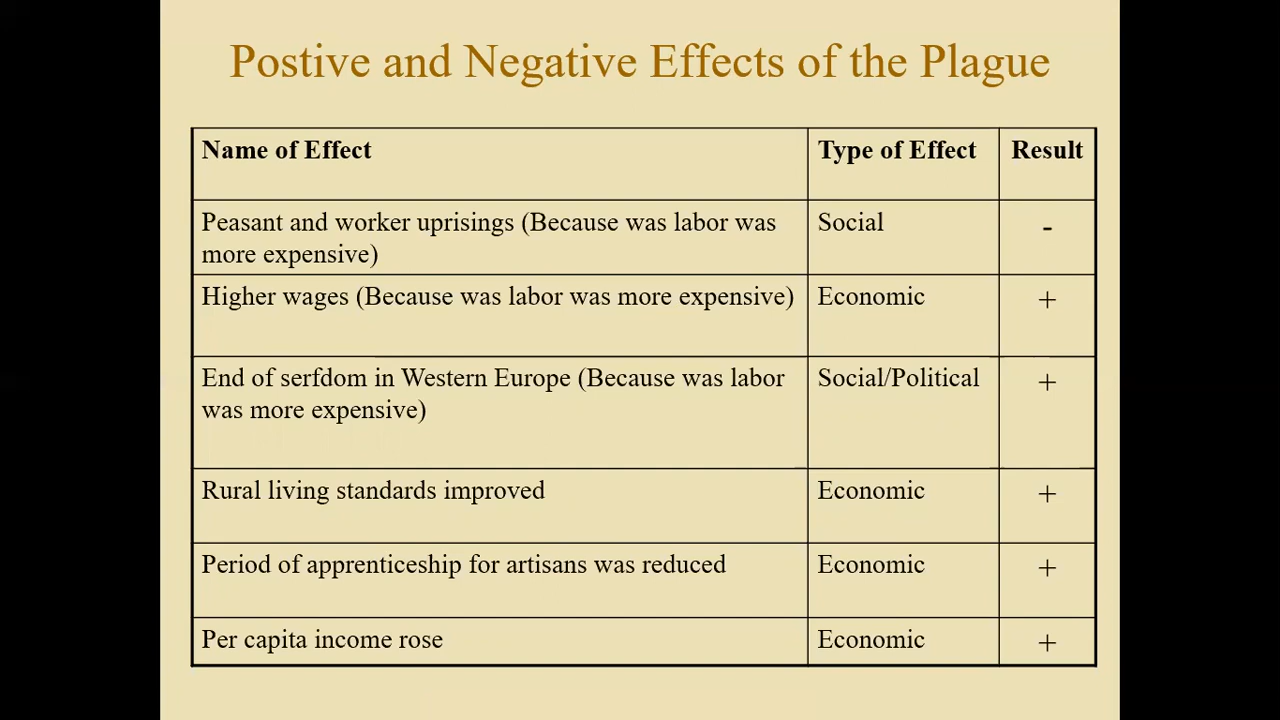 Postive and Negative Effects of the Plague
Name of Effect Type of Effect Result
Peasant and worker uprisings (Because was labor was Social -
more expensive)
Higher wages (Because was labor was more expensive) Economic +
End of serfdom in Western Europe (Because was labor Social/Political +
was more expensive)
Rural living standards improved Economic +
Period of apprenticeship for artisans was reduced Economic +
Per capita income rose Economic +